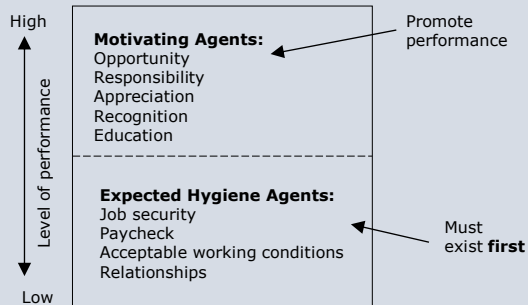 High
Level of performance
Low
Motivating Agents:
Opportunity
Responsibility
Appreciation
Recognition
Education
Promote
performance
Expected Hygiene Agents:
Job security
Paycheck
Acceptable working conditions
Relationships
Must
exist first